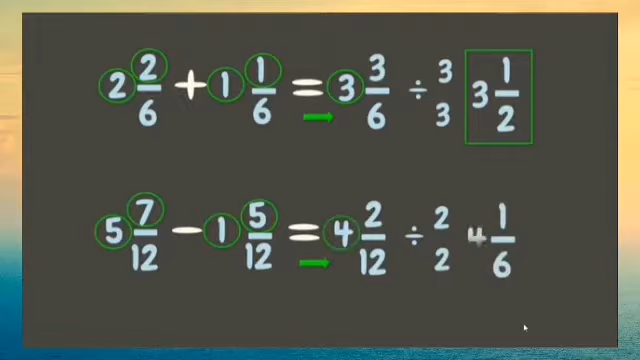 2 2/6 + 1 1/6 = 3 3/6 ÷ 3/3 3 1/2
5 7/12 − 1 5/12 = 4 2/12 ÷ 2/2 4 1/6